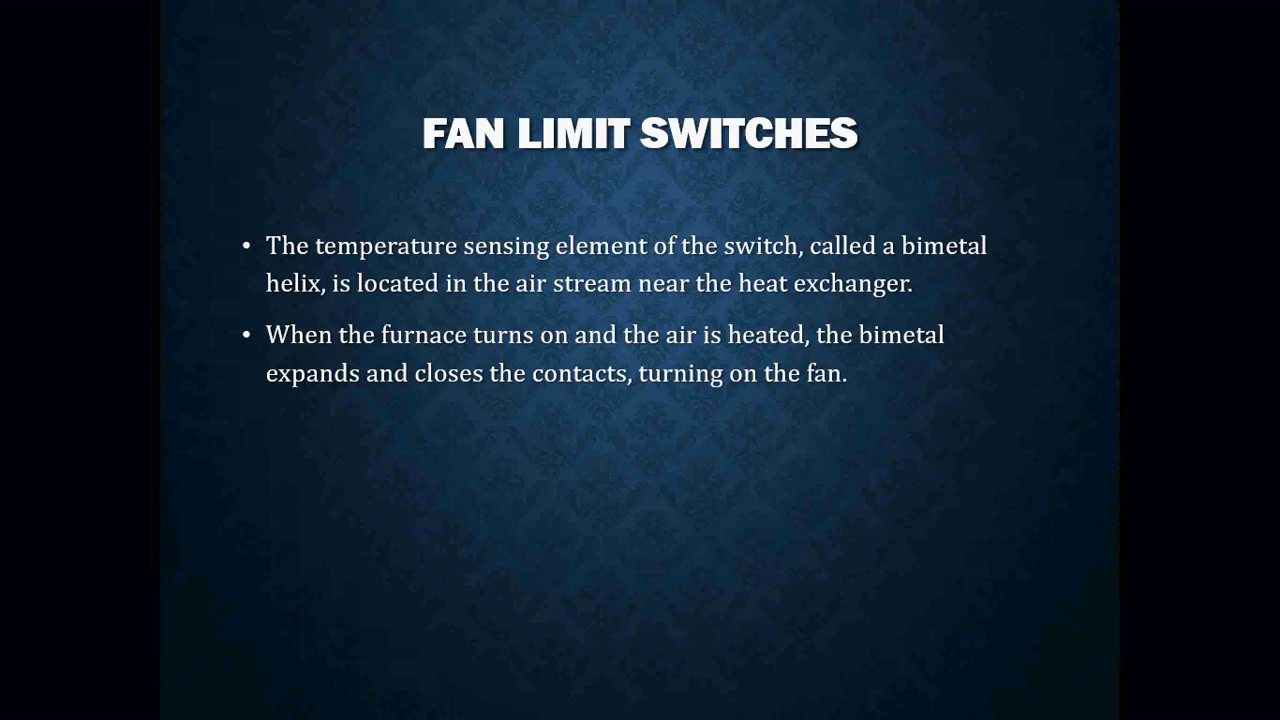 FAN LIMIT SWITCHES
• The temperature sensing element of the switch, called a bimetal
helix, is located in the air stream near the heat exchanger.
• When the furnace turns on and the air is heated, the bimetal
expands and closes the contacts, turning on the fan.